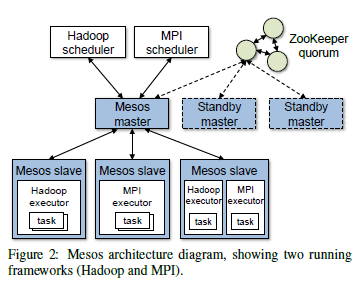 Hadoop scheduler
MPI scheduler
ZooKeeper quorum
Mesos master
Standby master
Standby master
Mesos slave
Hadoop executor
task
Mesos slave
MPI executor
task
Mesos slave
Hadoop executor
task
MPI executor
task
Figure 2: Mesos architecture diagram, showing two running
frameworks (Hadoop and MPI).